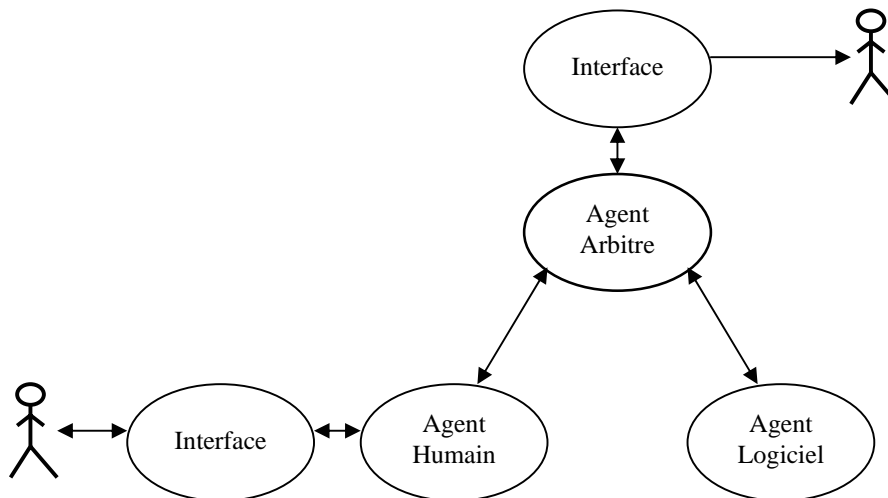 Interface
Agent
Arbitre
Interface
Agent
Humain
Agent
Logiciel